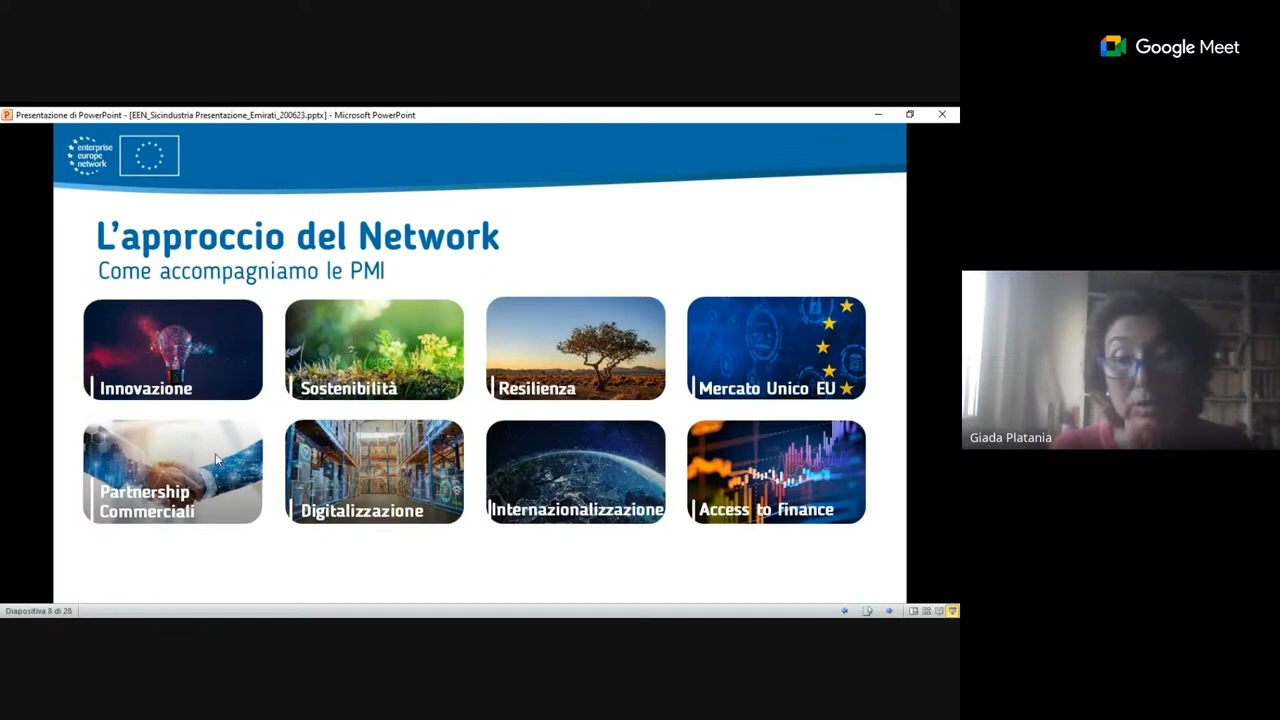 Google Meet
Presentazione di PowerPoint - [EEN_Sicindustria Presentazione_Emirati_200623.pptx] - Microsoft PowerPoint
enterprise
europe
network
L'approccio del Network
Come accompagniamo le PMI
Innovazione
Sostenibilità
Resilienza
Mercato Unico EU
Partnership
Commerciali
Digitalizzazione
Internazionalizzazione
Access to Finance
Giada Platania
Diapositiva 8 di 28